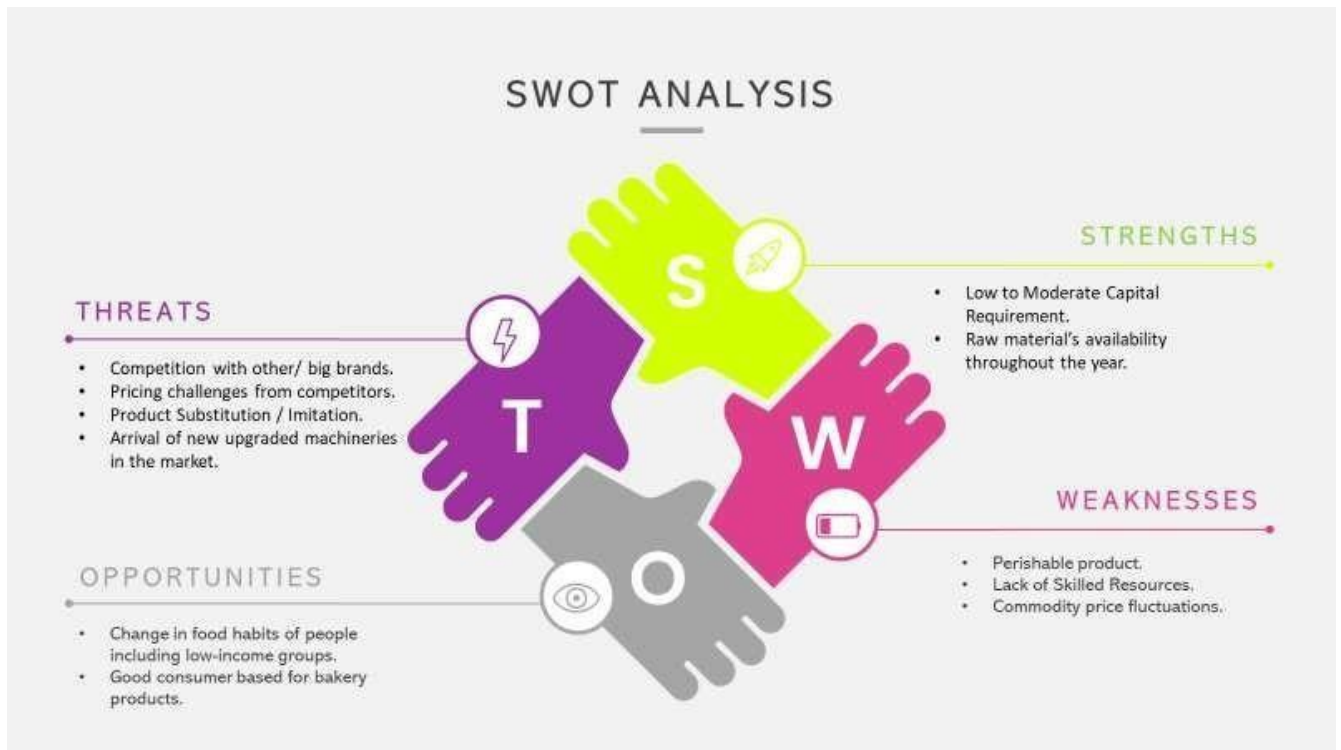 SWOT ANALYSIS
S
STRENGTHS
• Low to Moderate Capital
Requirement.
• Raw material's availability
throughout the year.
W
WEAKNESSES
• Perishable product.
• Lack of Skilled Resources.
• Commodity price fluctuations.
O
OPPORTUNITIES
• Change in food habits of people
including low-income groups.
• Good consumer based for bakery
products.
T
THREATS
• Competition with other/ big brands.
• Pricing challenges from competitors.
• Product Substitution / Imitation.
• Arrival of new upgraded machineries
in the market.